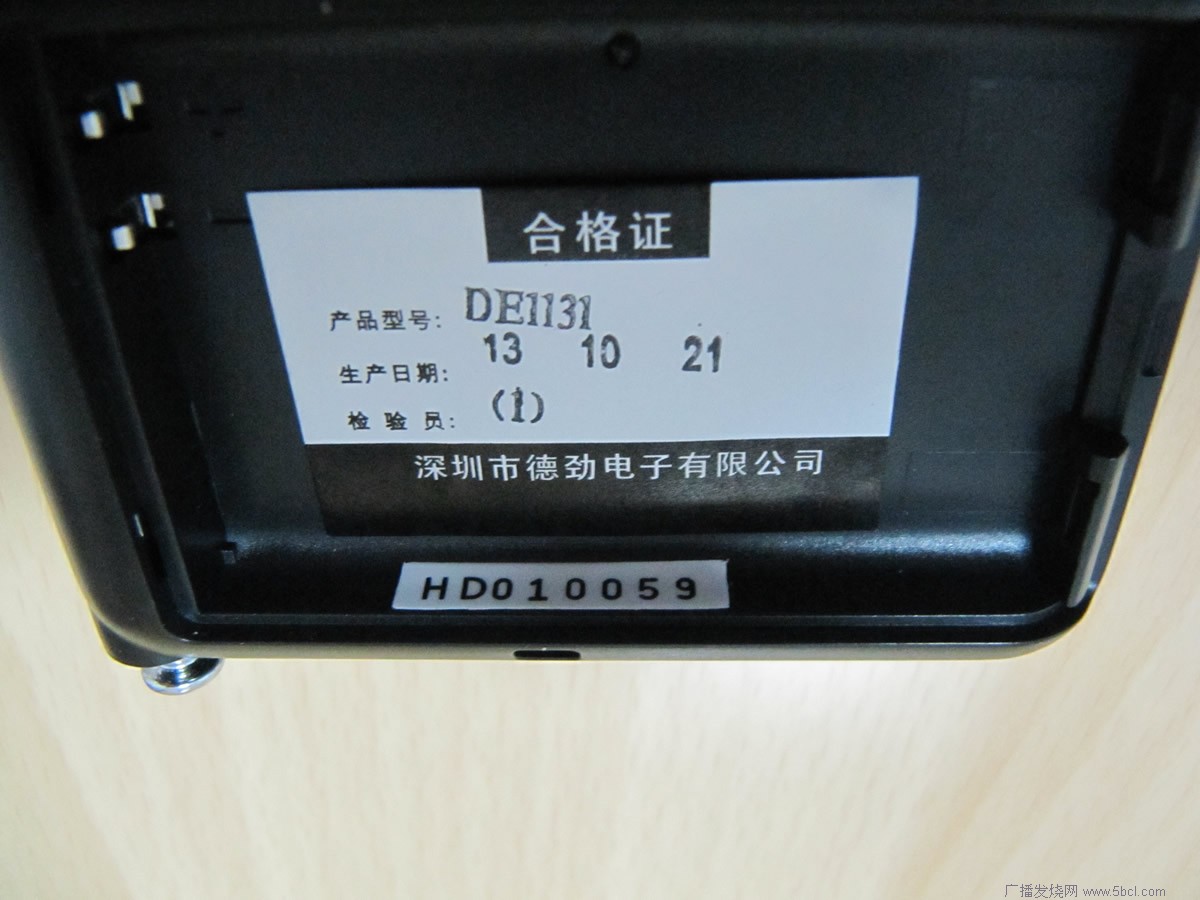 合格证
产品型号: DE1131
生产日期: 13 10 21
检验员: (1)
深圳市德劲电子有限公司
HD010059
广播发烧网 www.5bcl.com